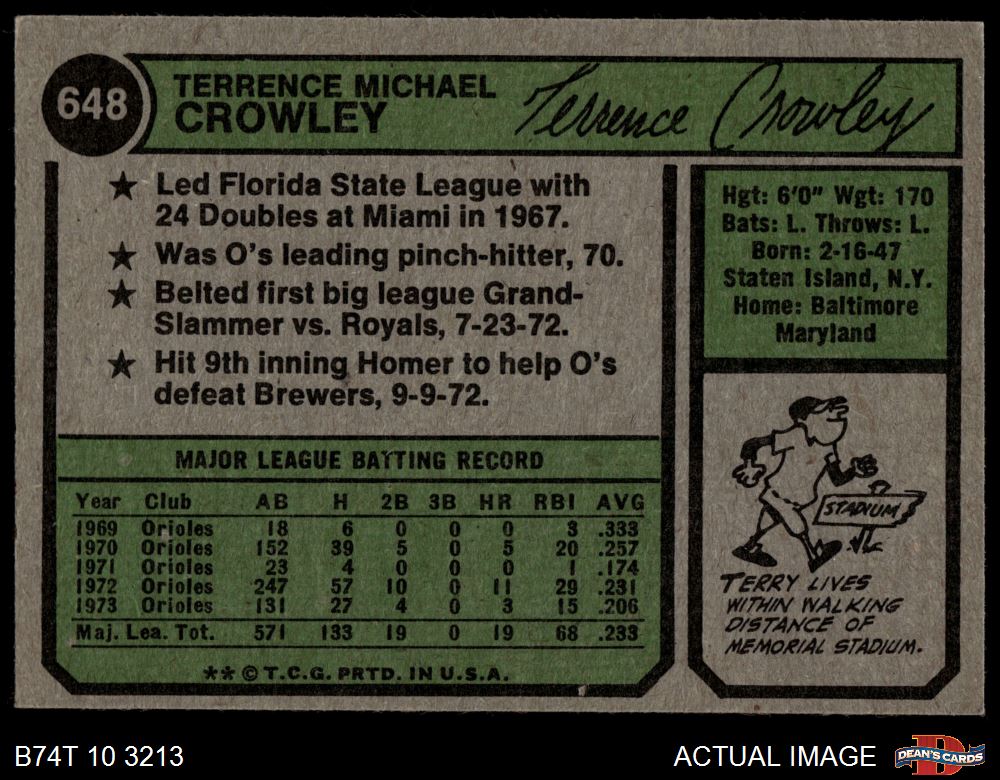 648
TERRENCE MICHAEL
CROWLEY
Terrence Crowley
★ Led Florida State League with
24 Doubles at Miami in 1967.
★ Was O's leading pinch-hitter, 70.
★ Belted first big league Grand-
Slammer vs. Royals, 7-23-72.
★ Hit 9th inning Homer to help O's
defeat Brewers, 9-9-72.
Hgt: 6'0" Wgt: 170
Bats: L. Throws: L.
Born: 2-16-47
Staten Island, N.Y.
Home: Baltimore
Maryland
MAJOR LEAGUE BATTING RECORD
Year Club AB H 2B 3B HR RBI AVG
1969 Orioles 18 6 0 0 0 3 .333
1970 Orioles 152 39 5 0 5 20 .257
1971 Orioles 23 4 0 0 0 1 .174
1972 Orioles 247 57 10 0 11 29 .231
1973 Orioles 131 27 4 0 3 15 .206
Maj. Lea. Tot. 571 133 19 0 19 68 .233
** © T.C.G. PRTD. IN U.S.A.
STADIUM
TERRY LIVES
WITHIN WALKING
DISTANCE OF
MEMORIAL STADIUM.
B74T 10 3213
ACTUAL IMAGE
D
DEAN'S CARDS